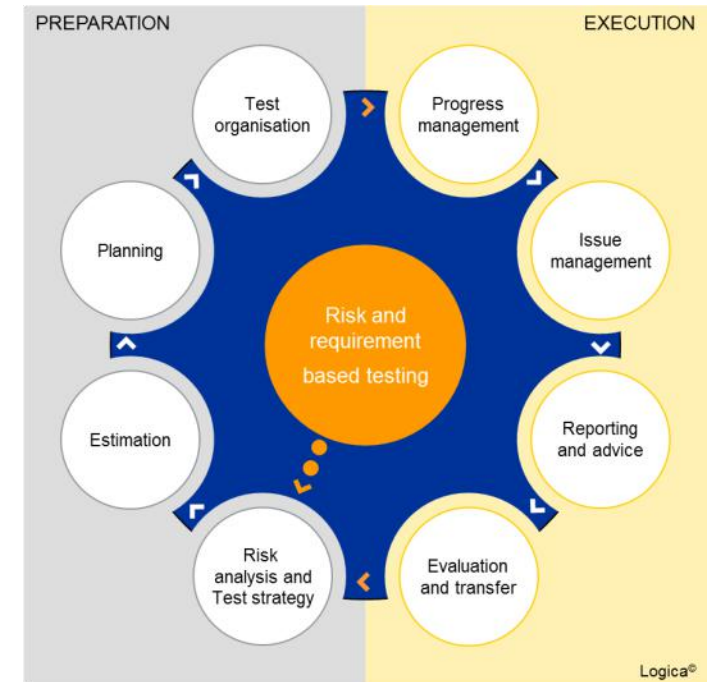 PREPARATION
EXECUTION
Test
organisation
Progress
management
Planning
Issue
management
Risk and
requirement
based testing
Estimation
Reporting
and advice
Risk
analysis and
Test strategy
Evaluation
and transfer
Logica©